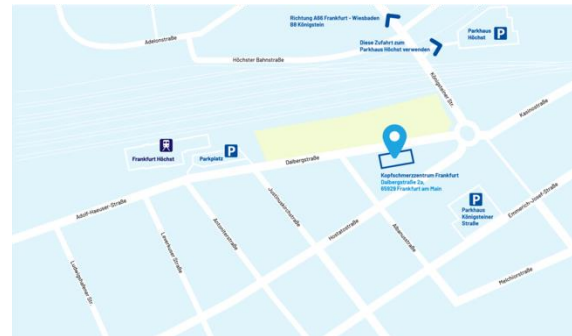 Richtung A66 Frankfurt - Wiesbaden
B8 Königstein
Diese Zufahrt zum
Parkhaus Höchst verwenden
Parkhaus
Höchst
P
Adelonstraße
Höchster Bahnstraße
Königsteiner Str.
Kasinostraße
Frankfurt Höchst
Parkplatz
P
Dalbergstraße
Kopfschmerzzentrum Frankfurt
Dalbergstraße 2a,
65929 Frankfurt am Main
P
Parkhaus
Königsteiner
Straße
Adolf-Haeuser-Straße
Ludwigshafener Str.
Leverkuser Straße
Antoniterstraße
Justinuskirchstraße
Hostatostraße
Albanusstraße
Emmerich-Josef-Straße
Melchiorstraße